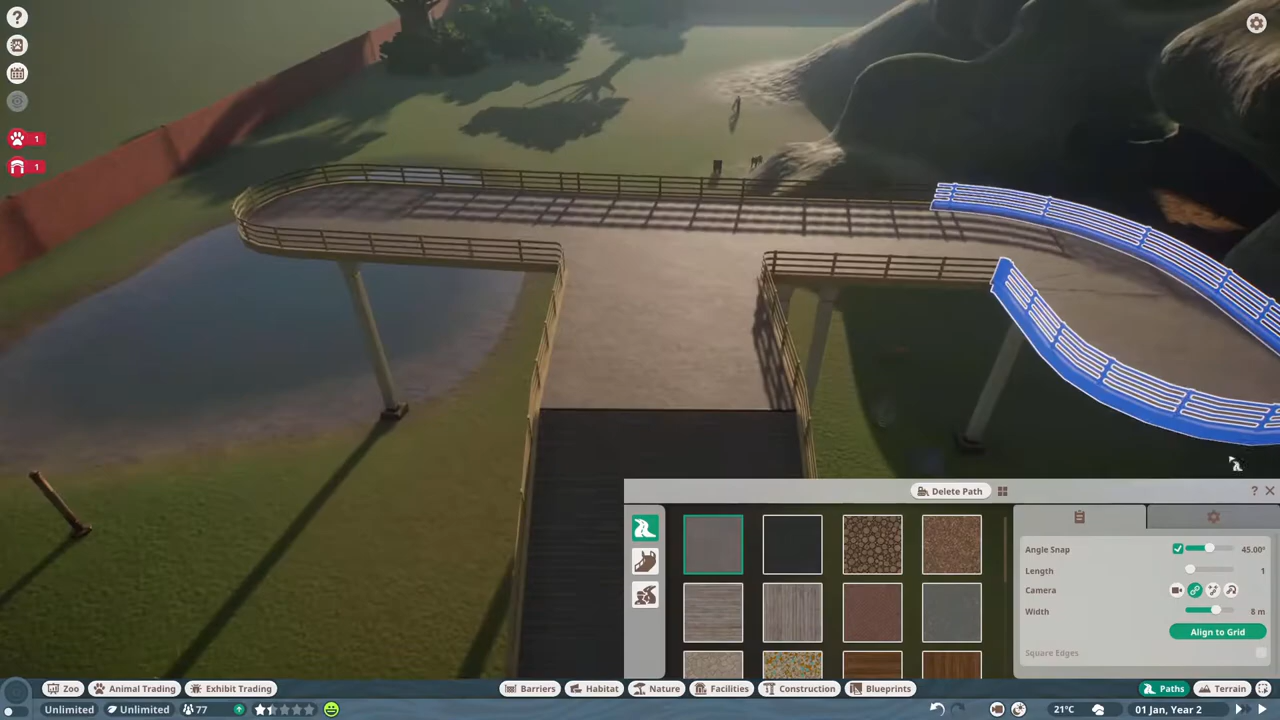 ?
1
1
Delete Path
?
Angle Snap 45.00°
Length 1
Camera
Width 8 m
Align to Grid
Square Edges
Zoo Animal Trading Exhibit Trading Barriers Habitat Nature Facilities Construction Blueprints Paths Terrain
Unlimited Unlimited 77 21°C 01 Jan, Year 2